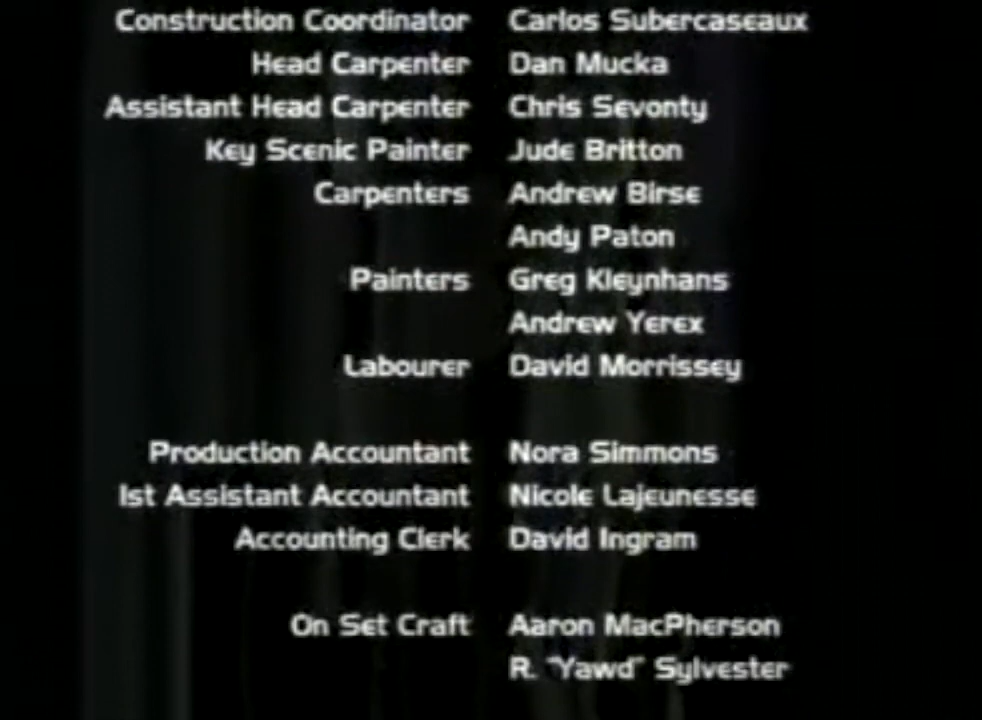 Construction Coordinator Carlos Subercaseaux
Head Carpenter Dan Mucka
Assistant Head Carpenter Chris Sevonty
Key Scenic Painter Jude Britton
Carpenters Andrew Birse
Andy Paton
Painters Greg Kleynhans
Andrew Yerex
Labourer David Morrissey
Production Accountant Nora Simmons
1st Assistant Accountant Nicole Lajeunesse
Accounting Clerk David Ingram
On Set Craft Aaron MacPherson
R. "Yawd" Sylvester